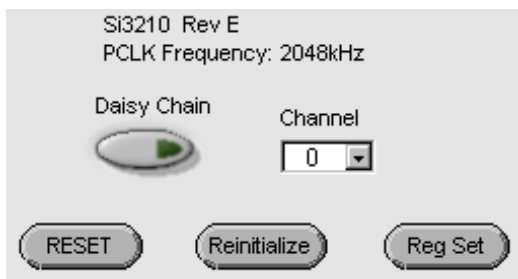 Si3210 Rev E
PCLK Frequency: 2048kHz
Daisy Chain
Channel
0
RESET
Reinitialize
Reg Set